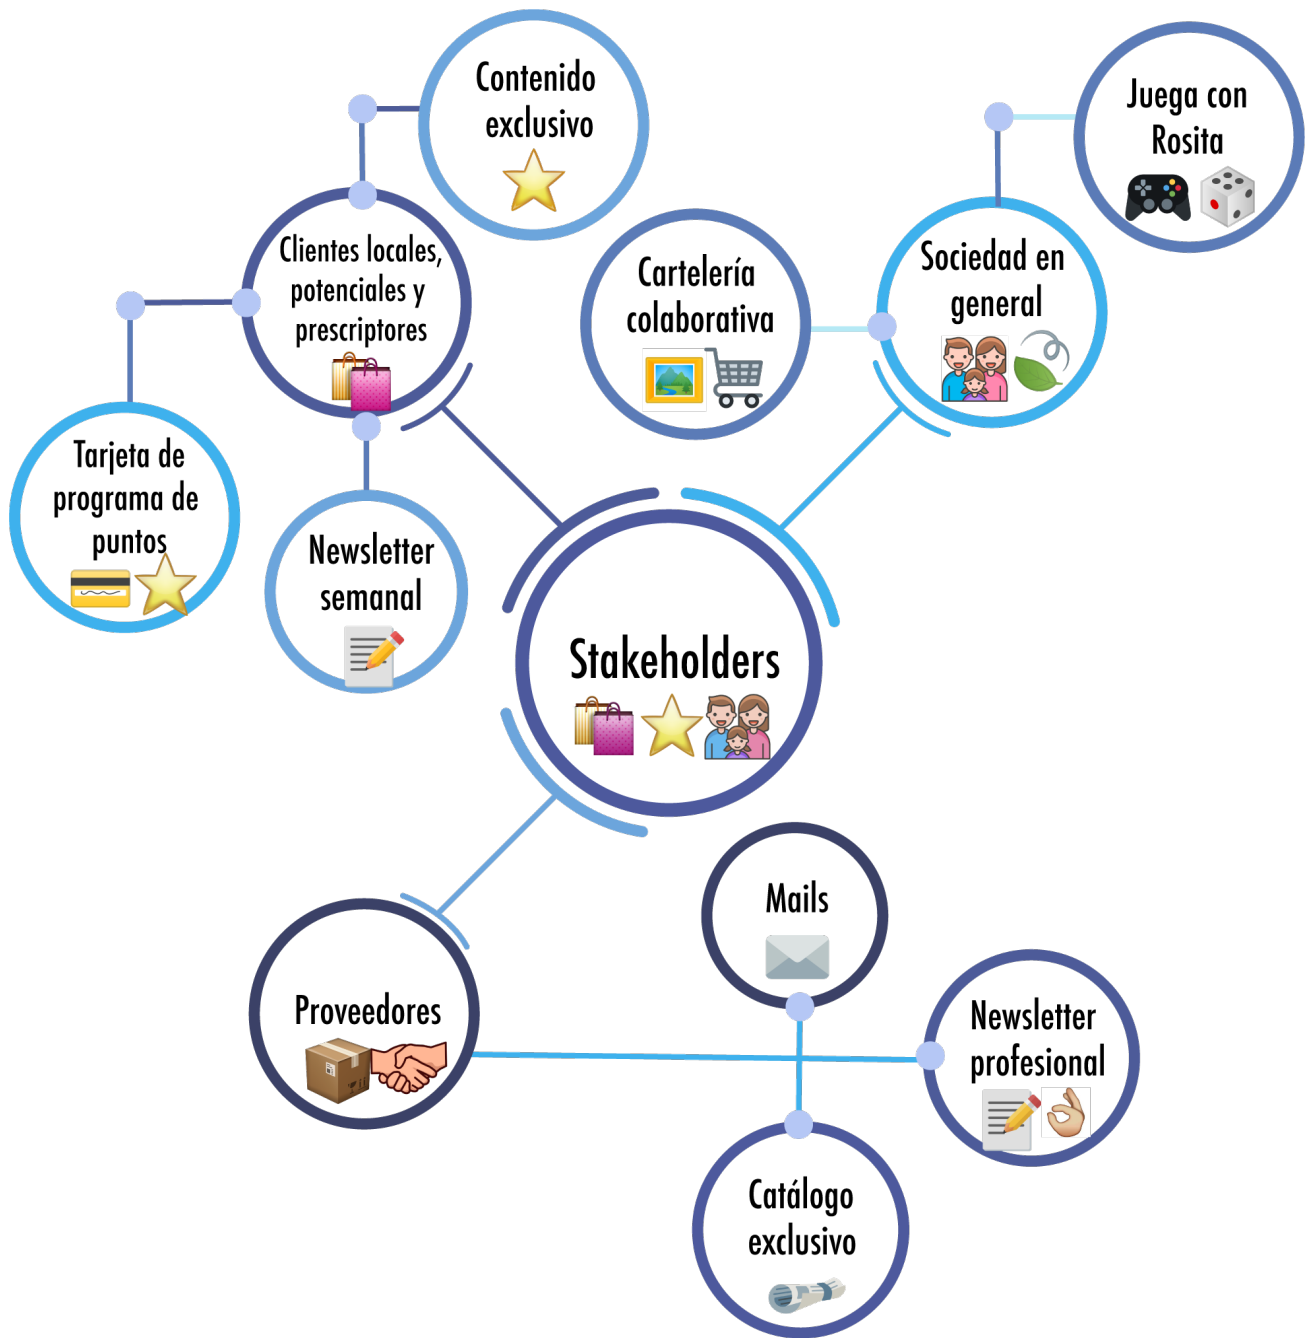 Contenido
exclusivo
Juega con
Rosita
Clientes locales,
potenciales y
prescriptores
Cartelería
colaborativa
Sociedad en
general
Tarjeta de
programa de
puntos
Newsletter
semanal
Stakeholders
Proveedores
Mails
Newsletter
profesional
Catálogo
exclusivo